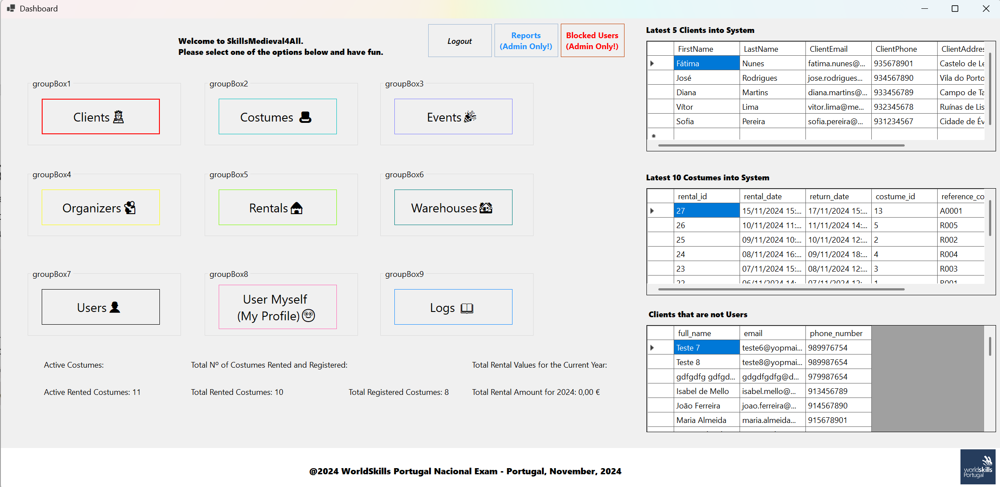 Dashboard
Welcome to SkillsMedieval4All.
Please select one of the options below and have fun.
Logout
Reports
(Admin Only!)
Blocked Users
(Admin Only!)
groupBox1
Clients
groupBox2
Costumes
groupBox3
Events
groupBox4
Organizers
groupBox5
Rentals
groupBox6
Warehouses
groupBox7
Users
groupBox8
User Myself
(My Profile)
groupBox9
Logs
Active Costumes:
Total Nº of Costumes Rented and Registered:
Total Rental Values for the Current Year:
Active Rented Costumes: 11
Total Rented Costumes: 10
Total Registered Costumes: 8
Total Rental Amount for 2024: 0,00 €
Latest 5 Clients into System
FirstName LastName ClientEmail ClientPhone ClientAddres
Fátima Nunes fatima.nunes@... 935678901 Castelo de Le
José Rodrigues jose.rodrigues... 934567890 Vila do Porto
Diana Martins diana.martins@... 933456789 Campo de Ta
Vítor Lima vitor.lima@me... 932345678 Ruínas de Lis
Sofia Pereira sofia.pereira@... 931234567 Cidade de Év
Latest 10 Costumes into System
rental_id rental_date return_date costume_id reference_co
27 15/11/2024 15:... 17/11/2024 15:... 13 A0001
26 10/11/2024 11:... 11/11/2024 14:... 5 R005
25 09/11/2024 10:... 10/11/2024 12:... 2 R002
24 08/11/2024 16:... 09/11/2024 18:... 4 R004
23 07/11/2024 15:... 08/11/2024 12:... 3 R003
22 06/11/2024 14:... 07/11/2024 12:... 1 R001
Clients that are not Users
full_name email phone_number
Teste 7 teste6@yopmai... 989976754
Teste 8 teste8@yopmai... 989987654
gdfgdfg gdfgd... gdgdfgdfg@d... 979987654
Isabel de Mello isabel.mello@... 913456789
João Ferreira joao.ferreira@... 914567890
Maria Almeida maria.almeida... 915678901
@2024 WorldSkills Portugal Nacional Exam - Portugal, November, 2024
worldskills
Portugal